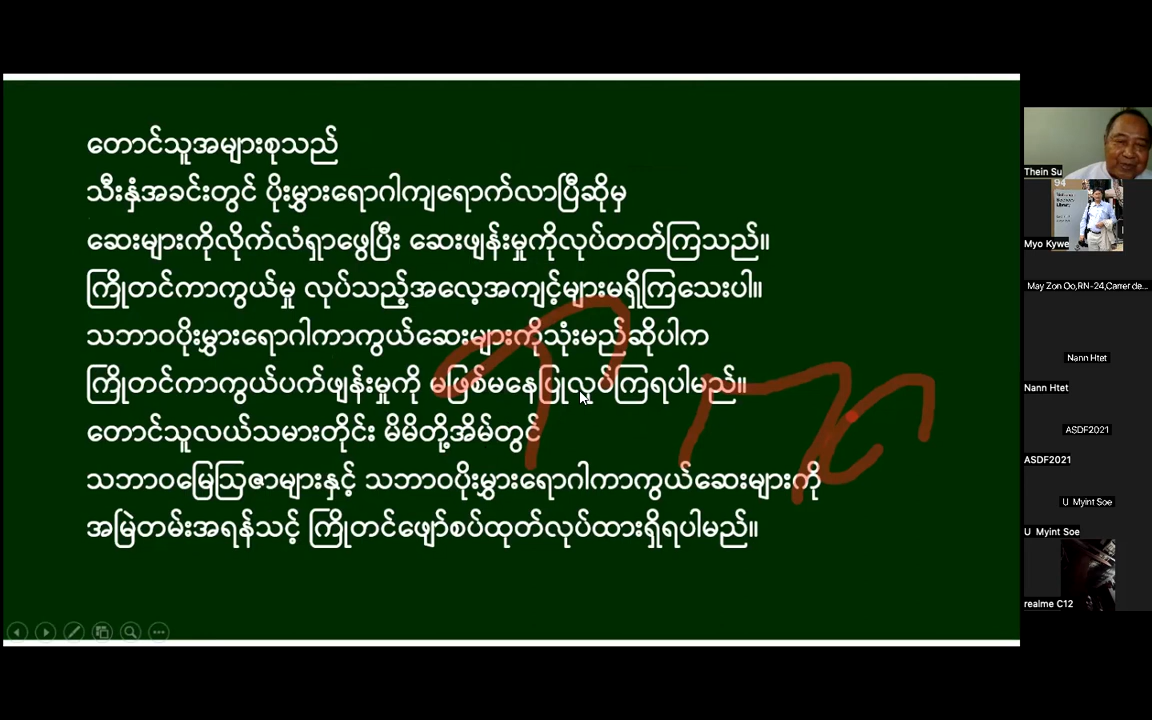 တောင်သူအများစုသည်
သီးနှံအခင်းတွင် ပိုးမွှားရောဂါကျရောက်လာပြီဆိုမှ
ဆေးများကိုလိုက်လံရှာဖွေပြီး ဆေးဖျန်းမှုကိုလုပ်တတ်ကြသည်။
ကြိုတင်ကာကွယ်မှု လုပ်သည့်အလေ့အကျင့်များမရှိကြသေးပါ။
သဘာဝပိုးမွှားရောဂါကာကွယ်ဆေးများကိုသုံးမည်ဆိုပါက
ကြိုတင်ကာကွယ်ပက်ဖျန်းမှုကို မဖြစ်မနေပြုလုပ်ကြရပါမည်။
တောင်သူလယ်သမားတိုင်း မိမိတို့အိမ်တွင်
သဘာဝမြေဩဇာများနှင့် သဘာဝပိုးမွှားရောဂါကာကွယ်ဆေးများကို
အမြဲတမ်းအရန်သင့် ကြိုတင်ဖျော်စပ်ထုတ်လုပ်ထားရှိရပါမည်။
Thein Su
94
Myo Kywe
May Zon Oo,RN-24,Carrer de...
Nann Htet
Nann Htet
ASDF2021
ASDF2021
U Myint Soe
U Myint Soe
realme C12